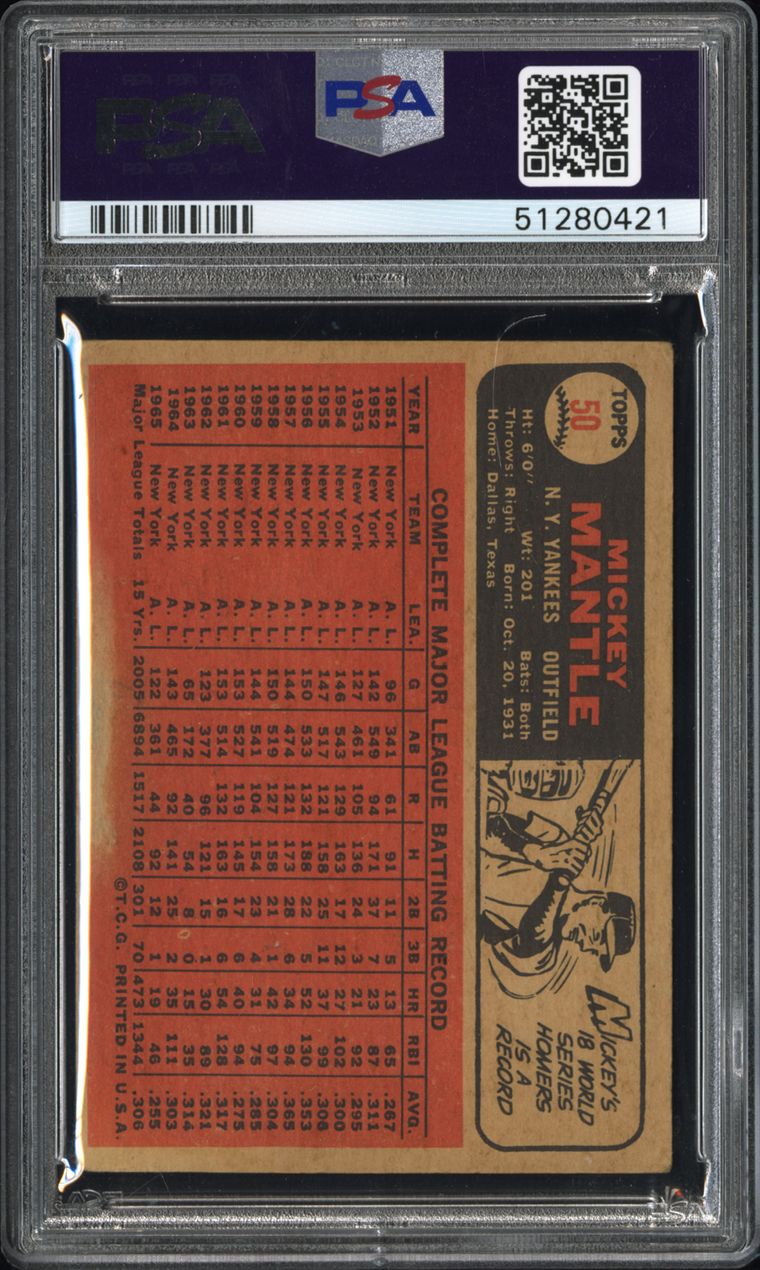 PSA
PSA
51280421
TOPPS
50
MICKEY
MANTLE
N. Y. YANKEES OUTFIELD
Ht: 6'0" Wt: 201 Bats: Both
Throws: Right Born: Oct. 20, 1931
Home: Dallas, Texas
MICKEY'S
18 WORLD
SERIES
HOMERS
IS A
RECORD
COMPLETE MAJOR LEAGUE BATTING RECORD
YEAR TEAM LEA. G AB R H 2B 3B HR RBI AVG.
1951 New York A. L. 96 341 61 91 11 5 13 65 .267
1952 New York A. L. 142 549 94 171 37 7 23 87 .311
1953 New York A. L. 127 461 105 136 24 3 21 92 .295
1954 New York A. L. 146 543 129 163 17 12 27 102 .300
1955 New York A. L. 147 517 121 158 25 11 37 99 .306
1956 New York A. L. 150 533 132 188 22 5 52 130 .353
1957 New York A. L. 144 474 121 173 28 6 34 94 .365
1958 New York A. L. 150 519 127 158 21 1 42 97 .304
1959 New York A. L. 144 541 104 154 23 4 31 75 .285
1960 New York A. L. 153 527 119 145 17 6 40 94 .275
1961 New York A. L. 153 514 132 163 16 6 54 128 .317
1962 New York A. L. 123 377 96 121 15 1 30 89 .321
1963 New York A. L. 65 172 40 54 8 0 15 35 .314
1964 New York A. L. 143 465 92 141 25 2 35 111 .303
1965 New York A. L. 122 361 44 92 12 1 19 46 .255
Major League Totals 15 Yrs. 2005 6894 1517 2108 301 70 473 1344 .306
©T.C.G. PRINTED IN U.S.A.